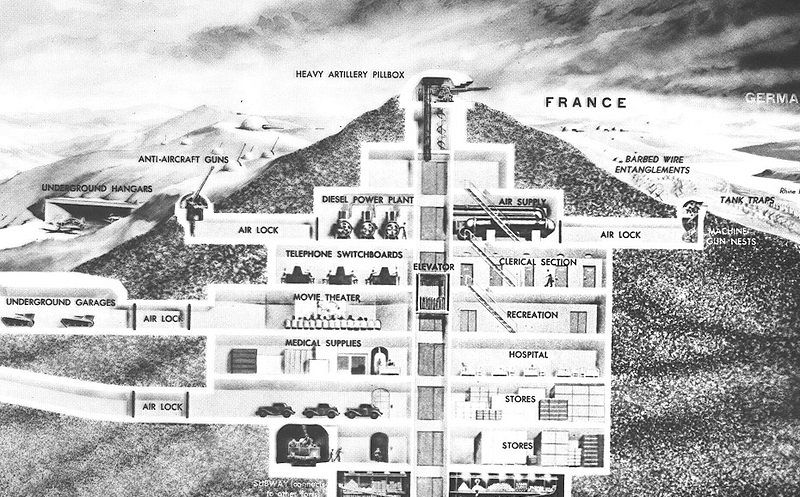 HEAVY ARTILLERY PILLBOX
FRANCE
GERMA
ANTI-AIRCRAFT GUNS
BARBED WIRE
ENTANGLEMENTS
UNDERGROUND HANGARS
Rhine
DIESEL POWER PLANT
AIR SUPPLY
TANK TRAPS
AIR LOCK
AIR LOCK
MACHINE
GUN NESTS
TELEPHONE SWITCHBOARDS
ELEVATOR
CLERICAL SECTION
UNDERGROUND GARAGES
MOVIE THEATER
AIR LOCK
RECREATION
MEDICAL SUPPLIES
HOSPITAL
AIR LOCK
STORES
STORES
SUBWAY (connects
to other forts)